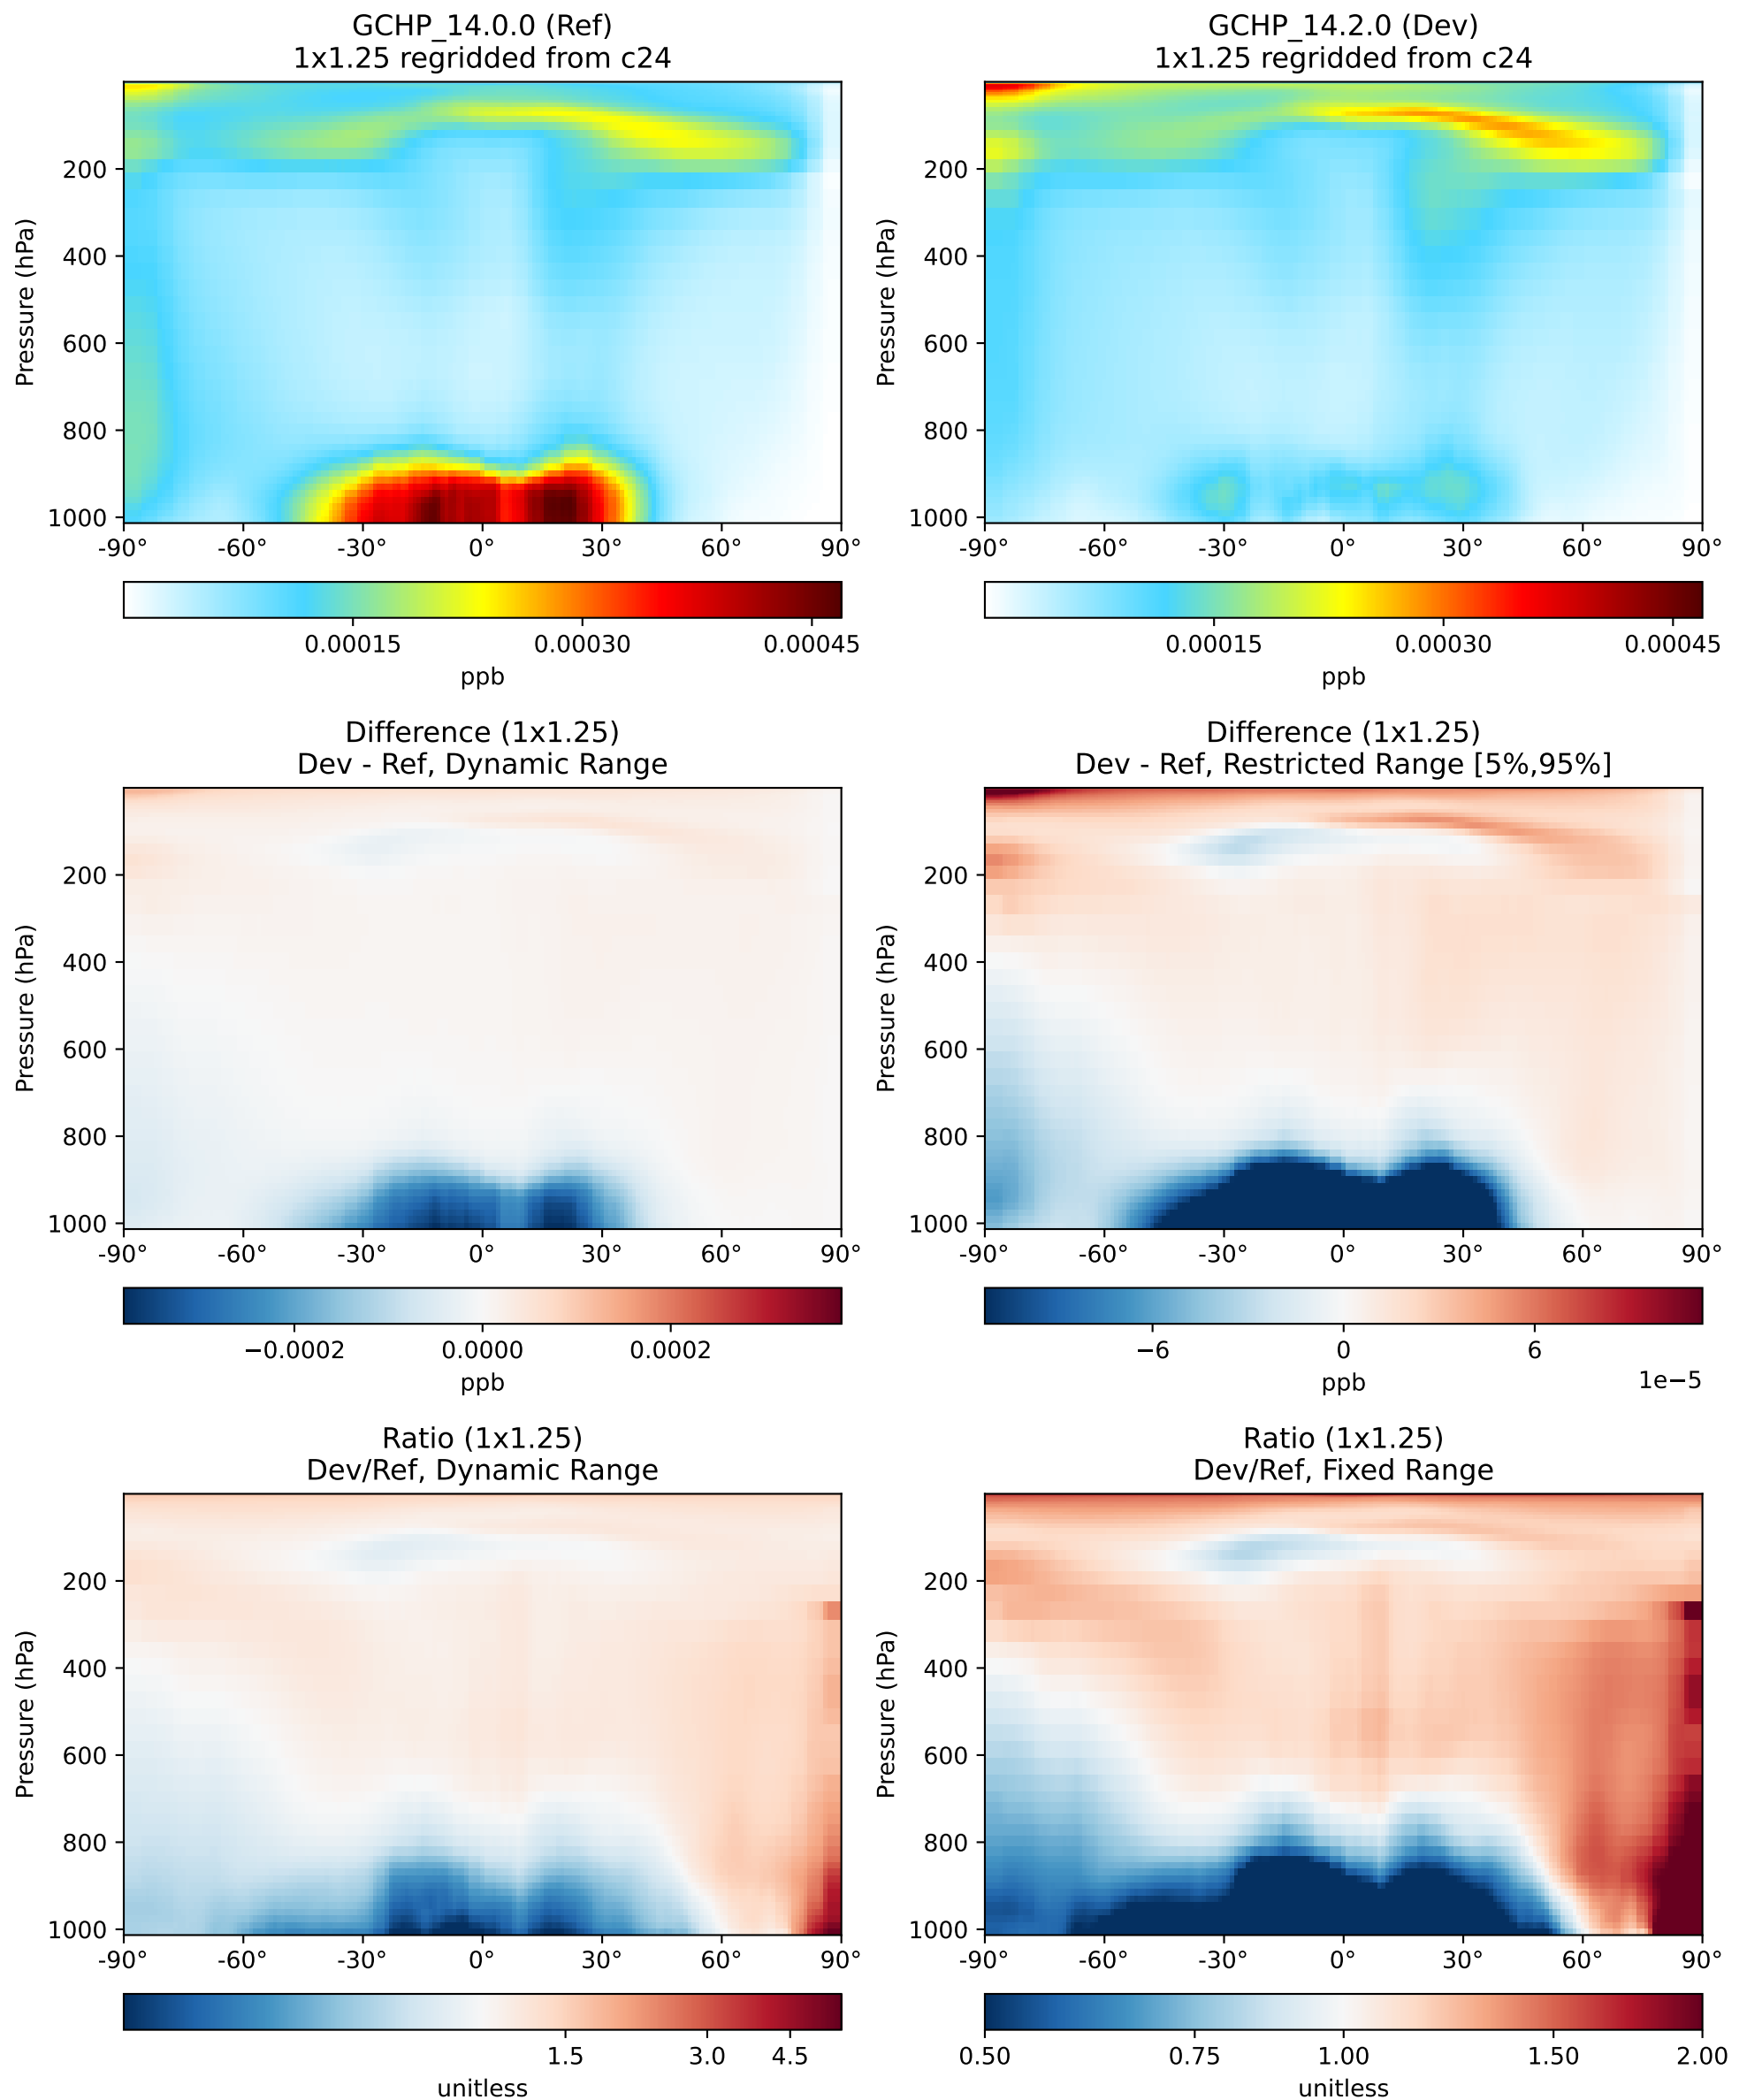 GCHP_14.0.0 (Ref)
1x1.25 regridded from c24
Pressure (hPa)
200
400
600
800
1000
-90° -60° -30° 0° 30° 60° 90°
0.00015 0.00030 0.00045
ppb
GCHP_14.2.0 (Dev)
1x1.25 regridded from c24
Pressure (hPa)
200
400
600
800
1000
-90° -60° -30° 0° 30° 60° 90°
0.00015 0.00030 0.00045
ppb
Difference (1x1.25)
Dev - Ref, Dynamic Range
Pressure (hPa)
200
400
600
800
1000
-90° -60° -30° 0° 30° 60° 90°
−0.0002 0.0000 0.0002
ppb
Difference (1x1.25)
Dev - Ref, Restricted Range [5%,95%]
Pressure (hPa)
200
400
600
800
1000
-90° -60° -30° 0° 30° 60° 90°
−6 0 6
ppb 1e−5
Ratio (1x1.25)
Dev/Ref, Dynamic Range
Pressure (hPa)
200
400
600
800
1000
-90° -60° -30° 0° 30° 60° 90°
1.5 3.0 4.5
unitless
Ratio (1x1.25)
Dev/Ref, Fixed Range
Pressure (hPa)
200
400
600
800
1000
-90° -60° -30° 0° 30° 60° 90°
0.50 0.75 1.00 1.50 2.00
unitless